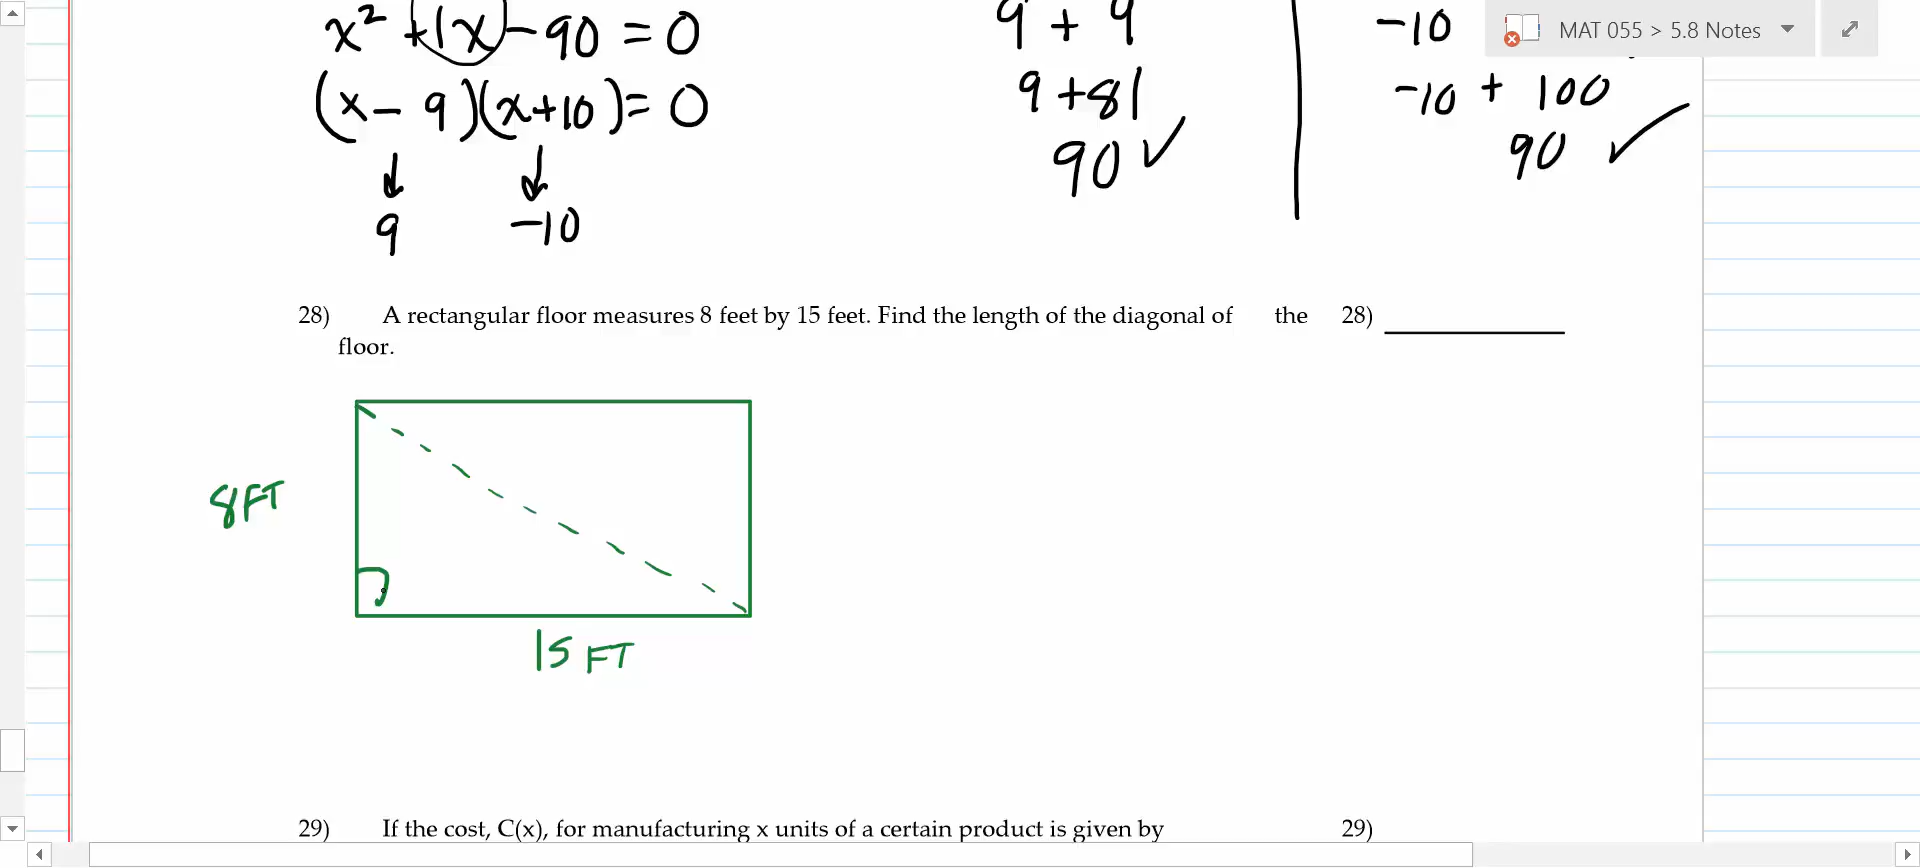 x² + 1x - 90 = 0
(x - 9)(x + 10) = 0
9 -10
9 + 9
9 + 81
90 ✓
-10
-10 + 100
90 ✓
MAT 055 > 5.8 Notes
28) A rectangular floor measures 8 feet by 15 feet. Find the length of the diagonal of the 28)
floor.
8 FT
15 FT
29) If the cost, C(x), for manufacturing x units of a certain product is given by 29)